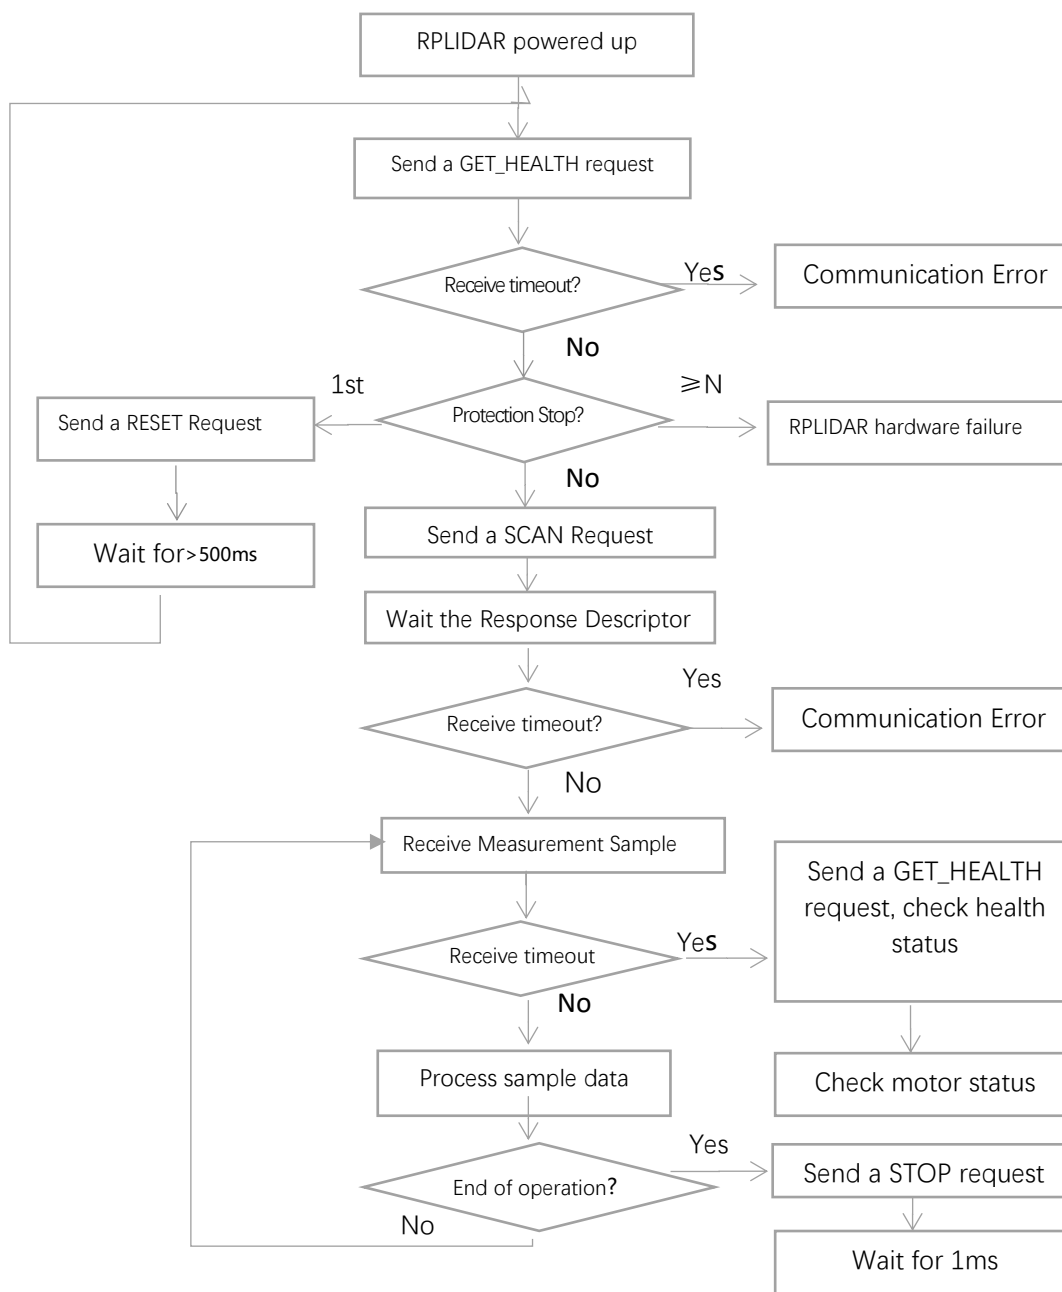 RPLIDAR powered up
Send a GET_HEALTH request
Receive timeout?
Yes
Communication Error
No
1st
≥N
Send a RESET Request
Protection Stop?
RPLIDAR hardware failure
No
Send a SCAN Request
Wait for>500ms
Wait the Response Descriptor
Yes
Receive timeout?
Communication Error
No
Receive Measurement Sample
Send a GET_HEALTH
request, check health
status
Receive timeout
Yes
No
Process sample data
Check motor status
Yes
End of operation?
Send a STOP request
No
Wait for 1ms